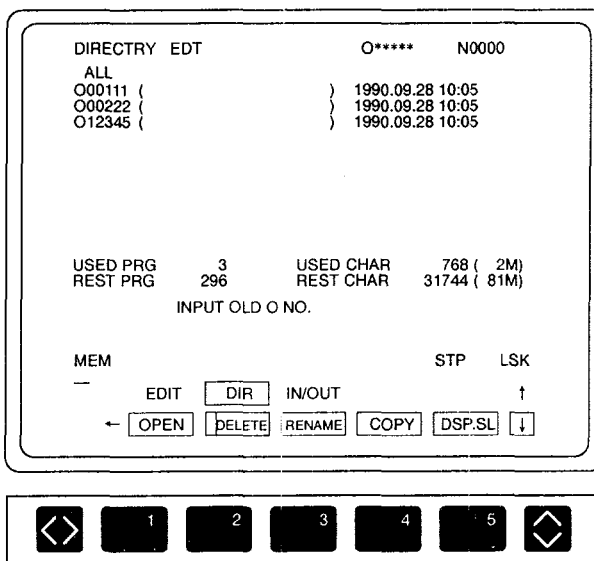 DIRECTRY EDT O***** N0000
ALL
O00111 ( ) 1990.09.28 10:05
O00222 ( ) 1990.09.28 10:05
O12345 ( ) 1990.09.28 10:05
USED PRG 3 USED CHAR 768 ( 2M)
REST PRG 296 REST CHAR 31744 ( 81M)
INPUT OLD O NO.
MEM STP LSK
EDIT DIR IN/OUT ↑
← OPEN DELETE RENAME COPY DSP.SL ↓
1 2 3 4 5